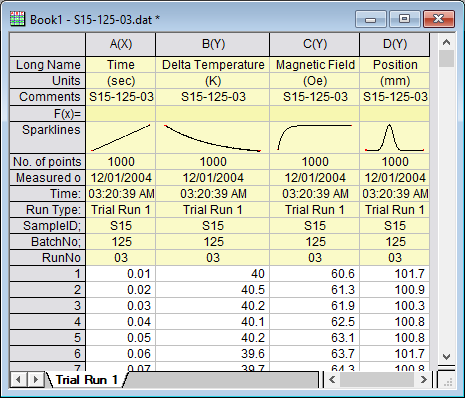 Book1 - S15-125-03.dat *
A(X) B(Y) C(Y) D(Y)
Long Name Time Delta Temperature Magnetic Field Position
Units (sec) (K) (Oe) (mm)
Comments S15-125-03 S15-125-03 S15-125-03 S15-125-03
F(x)=
Sparklines
No. of points 1000 1000 1000 1000
Measured o 12/01/2004 12/01/2004 12/01/2004 12/01/2004
Time: 03:20:39 AM 03:20:39 AM 03:20:39 AM 03:20:39 AM
Run Type: Trial Run 1 Trial Run 1 Trial Run 1 Trial Run 1
SampleID; S15 S15 S15 S15
BatchNo; 125 125 125 125
RunNo 03 03 03 03
1 0.01 40 60.6 101.7
2 0.02 40.5 61.3 100.9
3 0.03 40.2 61.9 100.3
4 0.04 40.1 62.5 100.8
5 0.05 40.2 63.1 100.8
6 0.06 39.6 63.7 101.7
7 0.07 39.7 64.3 100.8
Trial Run 1